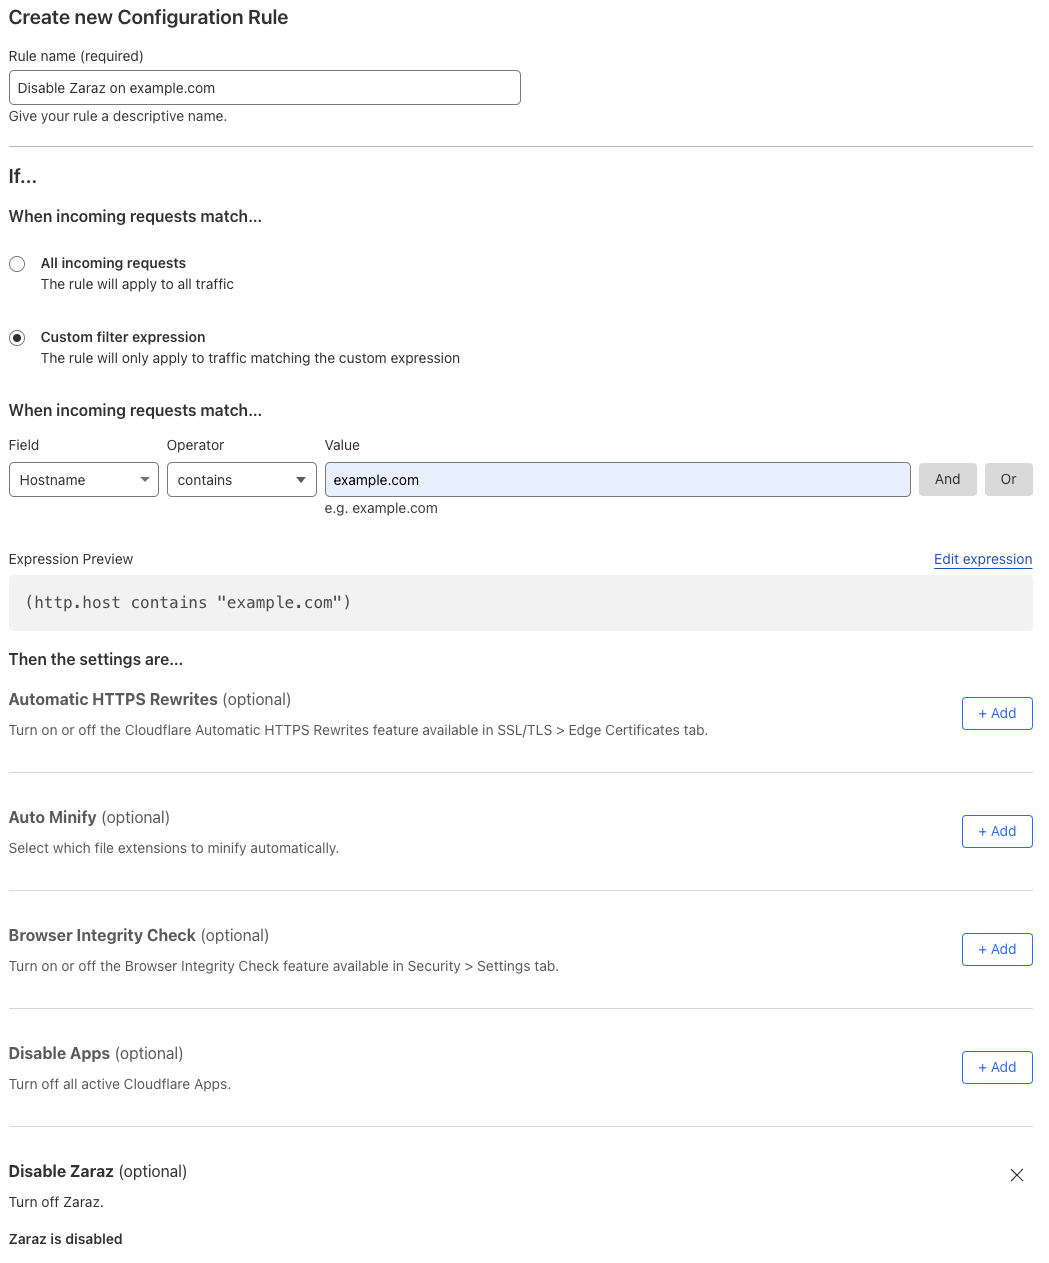 Create new Configuration Rule
Rule name (required)
Disable Zaraz on example.com
Give your rule a descriptive name.
If...
When incoming requests match...
All incoming requests
The rule will apply to all traffic
Custom filter expression
The rule will only apply to traffic matching the custom expression
When incoming requests match...
Field Operator Value
Hostname contains example.com And Or
e.g. example.com
Expression Preview Edit expression
(http.host contains "example.com")
Then the settings are...
Automatic HTTPS Rewrites (optional)
+ Add
Turn on or off the Cloudflare Automatic HTTPS Rewrites feature available in SSL/TLS > Edge Certificates tab.
Auto Minify (optional)
+ Add
Select which file extensions to minify automatically.
Browser Integrity Check (optional)
+ Add
Turn on or off the Browser Integrity Check feature available in Security > Settings tab.
Disable Apps (optional)
+ Add
Turn off all active Cloudflare Apps.
Disable Zaraz (optional)
Turn off Zaraz.
Zaraz is disabled